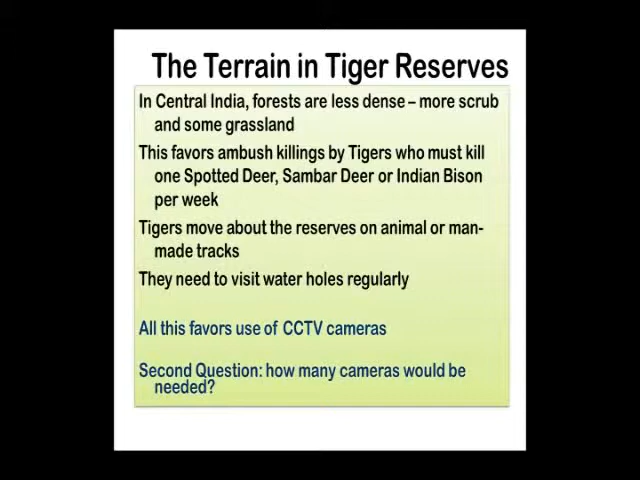 The Terrain in Tiger Reserves
In Central India, forests are less dense – more scrub
and some grassland
This favors ambush killings by Tigers who must kill
one Spotted Deer, Sambar Deer or Indian Bison
per week
Tigers move about the reserves on animal or man-
made tracks
They need to visit water holes regularly
All this favors use of CCTV cameras
Second Question: how many cameras would be
needed?